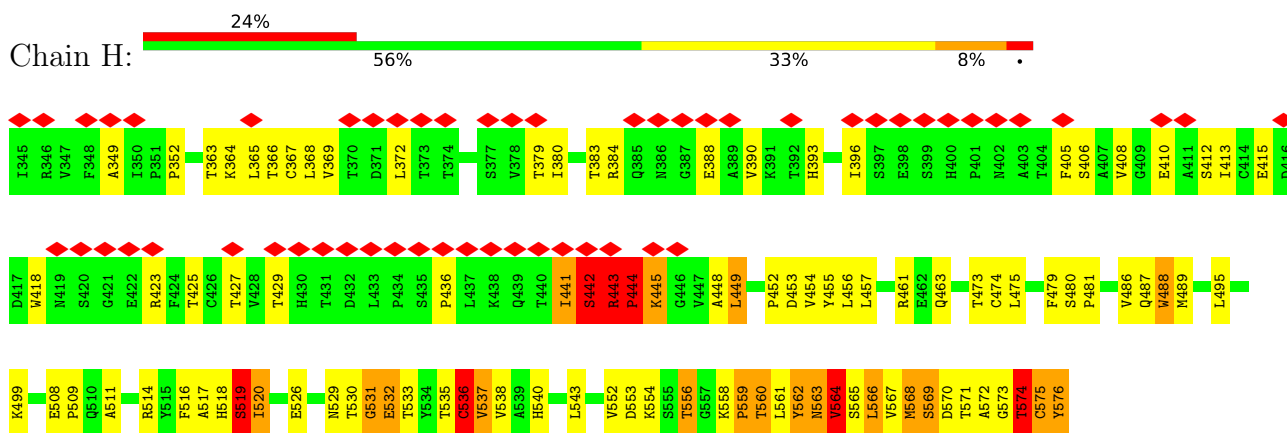 24%
Chain H:
56% 33% 8% •
I345 R346 V347 F348 A349 I350 P351 P352 T363 K364 L365 T366 C367 L368 V369 T370 D371 L372 T373 T374 S377 V378 T379 I380 T383 R384 Q385 N386 G387 E388 A389 V390 K391 T392 H393 I396 S397 E398 S399 H400 P401 N402 A403 T404 F405 S406 A407 V408 G409 E410 A411 S412 I413 C414 E415 D416
D417 W418 N419 S420 G421 E422 R423 F424 T425 C426 T427 V428 T429 H430 T431 D432 L433 P434 S435 P436 L437 K438 Q439 T440 I441 S442 R443 P444 K445 G446 V447 A448 L449 P452 D453 V454 Y455 L456 L457 R461 E462 Q463 T473 C474 L475 F479 S480 P481 V486 Q487 W488 M489 L495
K499 E508 P509 Q510 A511 R514 Y515 F516 A517 H518 S519 I520 E526 N529 T530 G531 E532 T533 Y534 T535 C536 V537 V538 A539 H540 L543 V552 D553 K554 S555 T556 G557 K558 P559 T560 L561 Y562 N563 V564 S565 L566 V567 M568 S569 D570 T571 A572 G573 T574 C575 Y576